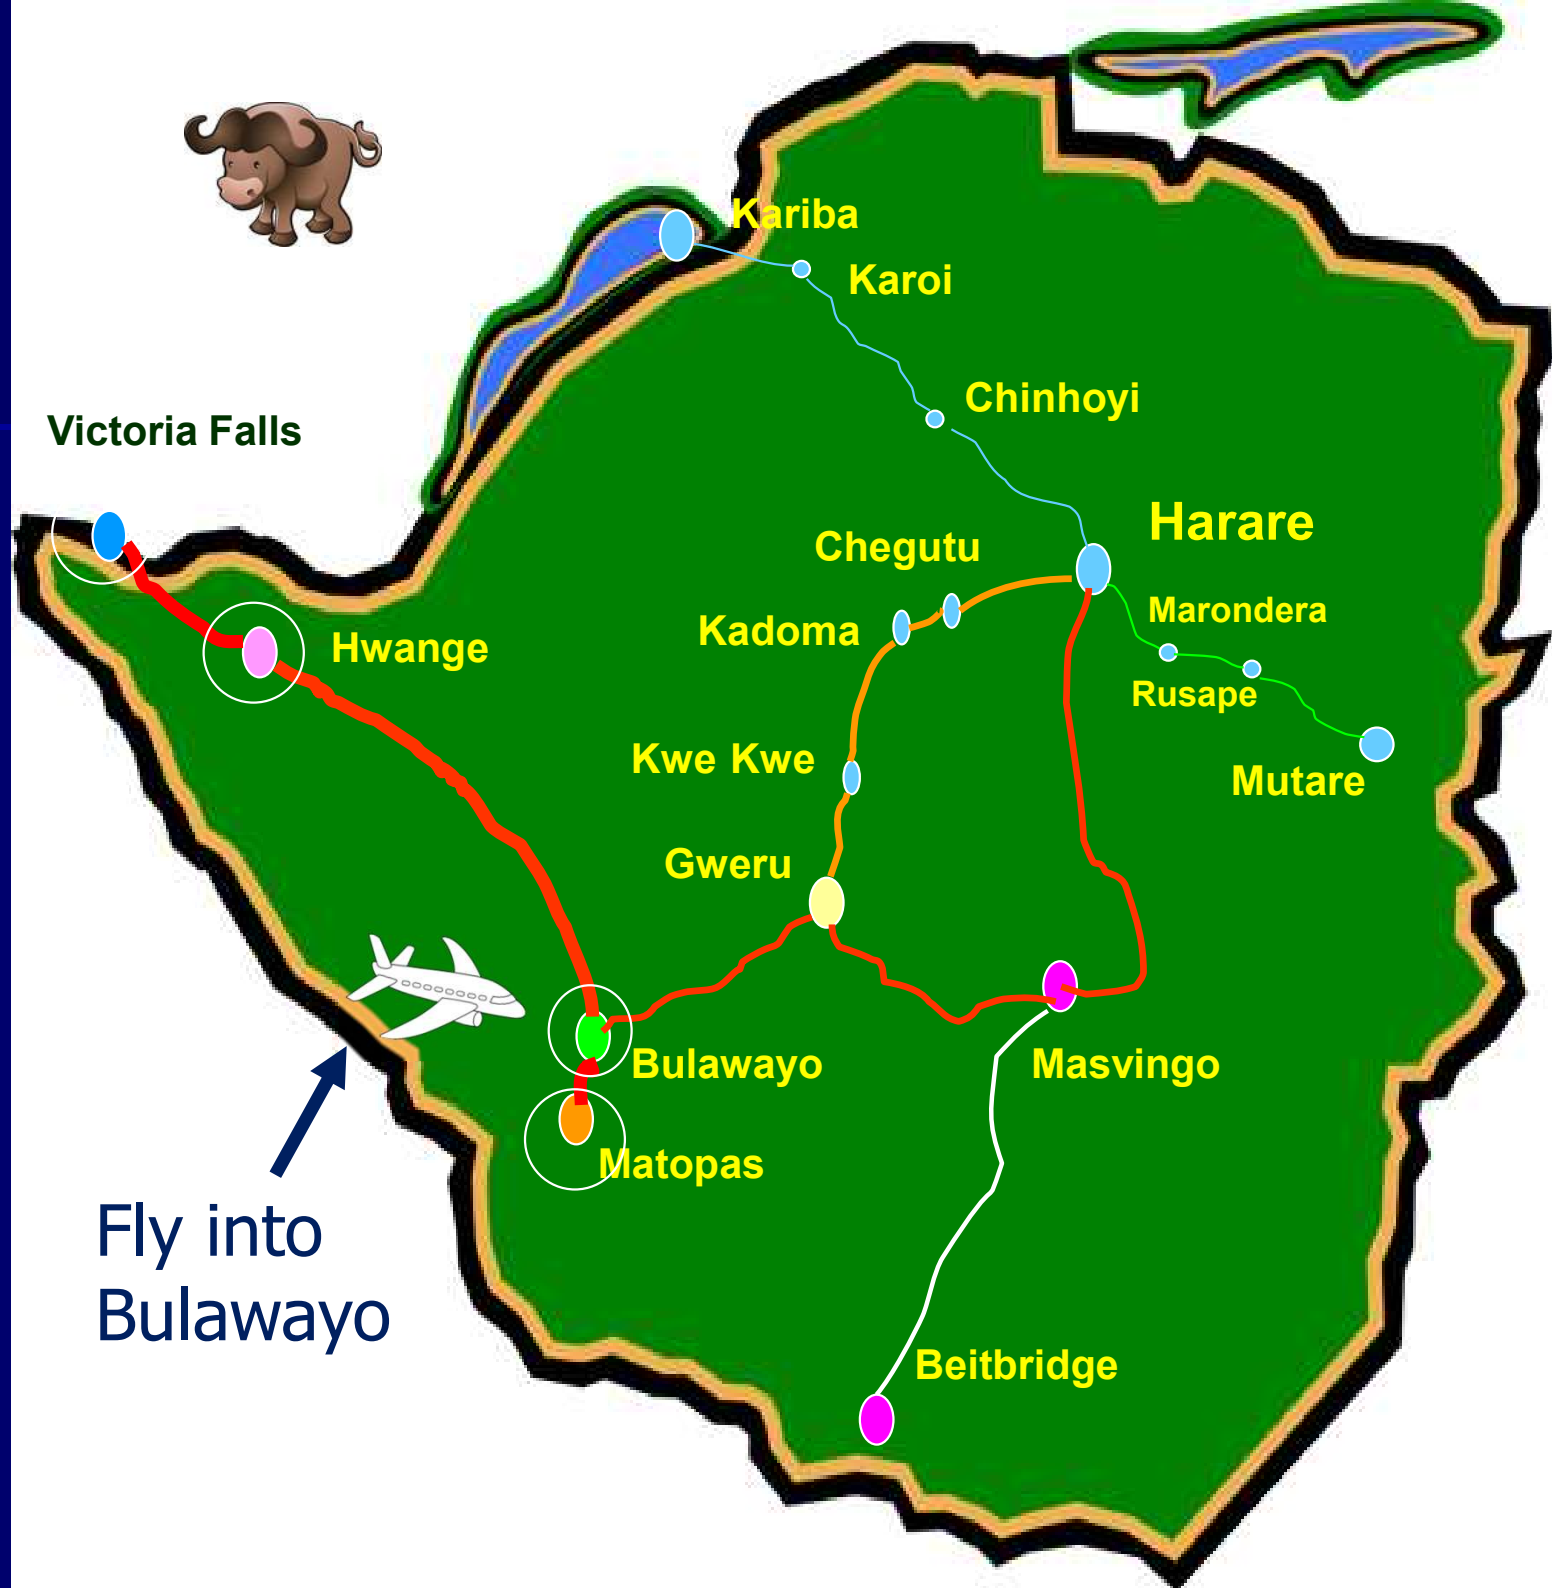 Kariba
Karoi
Chinhoyi
Victoria Falls
Harare
Chegutu
Marondera
Kadoma
Hwange
Rusape
Kwe Kwe
Mutare
Gweru
Bulawayo
Masvingo
Matopas
Fly into
Bulawayo
Beitbridge